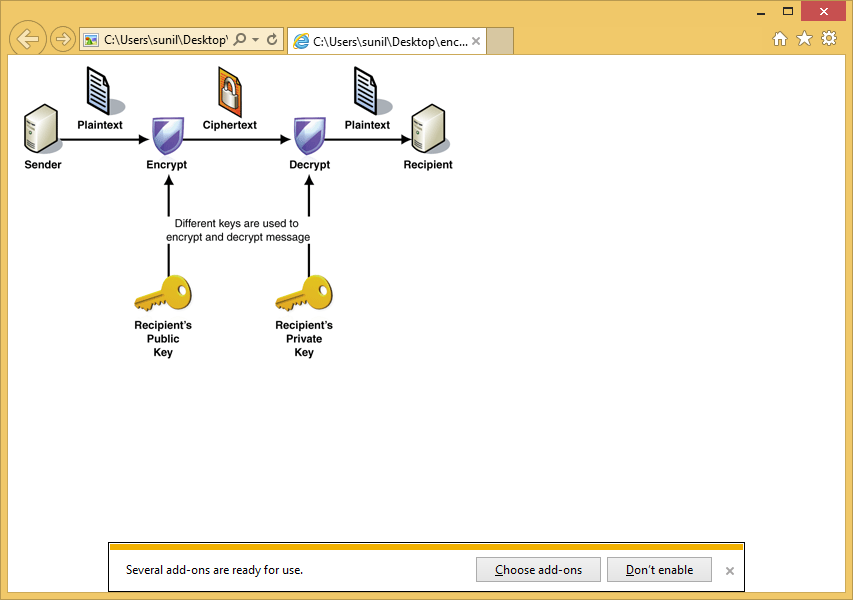 C:\Users\sunil\Desktop\
C:\Users\sunil\Desktop\enc...
Plaintext
Ciphertext
Plaintext
Sender
Encrypt
Decrypt
Recipient
Different keys are used to
encrypt and decrypt message
Recipient's
Public
Key
Recipient's
Private
Key
Several add-ons are ready for use.
Choose add-ons
Don't enable